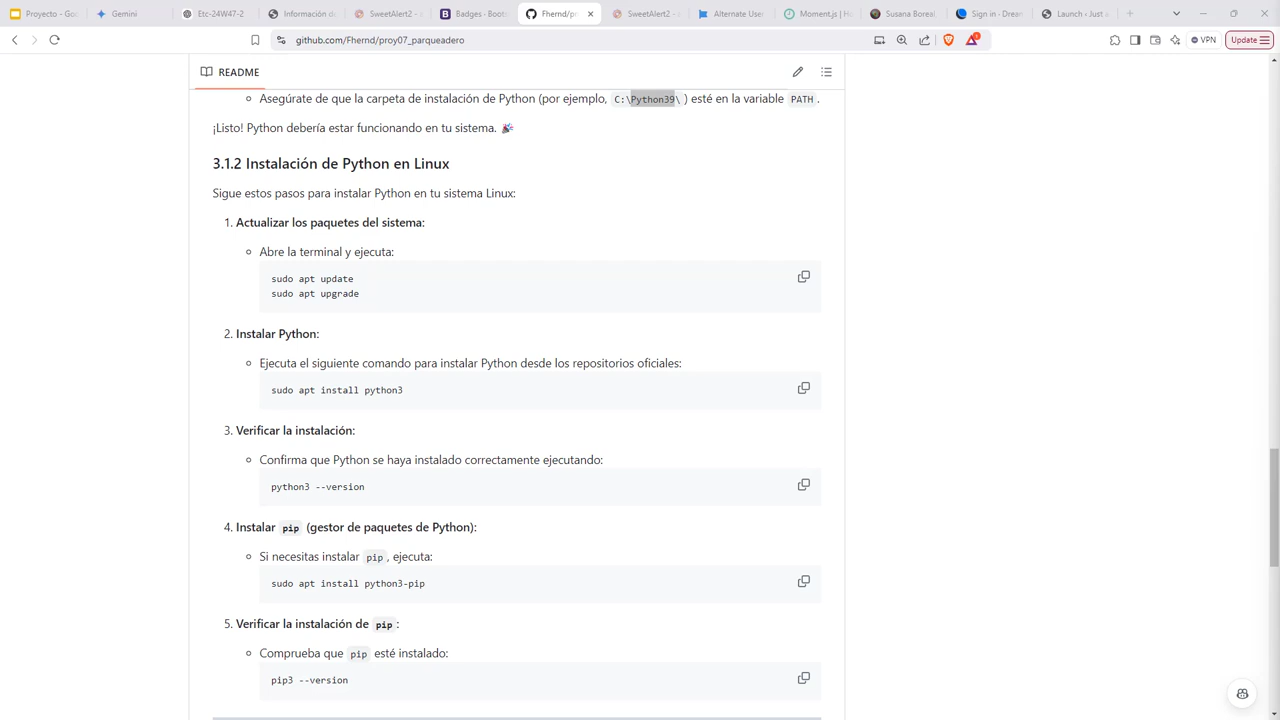 Proyecto - Goo
Gemini
Etc-24W47-2
Información de
SweetAlert2 - c
Badges - Boots
Fhernd/pr
SweetAlert2 - a
Alternate User
Moment.js | H
Susana Boreal
Sign in - Drean
Launch ‹ Just a
github.com/Fhernd/proy07_parqueadero
VPN
Update
README
Asegúrate de que la carpeta de instalación de Python (por ejemplo, C:\Python39\ ) esté en la variable PATH .
¡Listo! Python debería estar funcionando en tu sistema. 🎉
3.1.2 Instalación de Python en Linux
Sigue estos pasos para instalar Python en tu sistema Linux:
1. Actualizar los paquetes del sistema:
Abre la terminal y ejecuta:
sudo apt update
sudo apt upgrade
2. Instalar Python:
Ejecuta el siguiente comando para instalar Python desde los repositorios oficiales:
sudo apt install python3
3. Verificar la instalación:
Confirma que Python se haya instalado correctamente ejecutando:
python3 --version
4. Instalar pip (gestor de paquetes de Python):
Si necesitas instalar pip , ejecuta:
sudo apt install python3-pip
5. Verificar la instalación de pip :
Comprueba que pip esté instalado:
pip3 --version